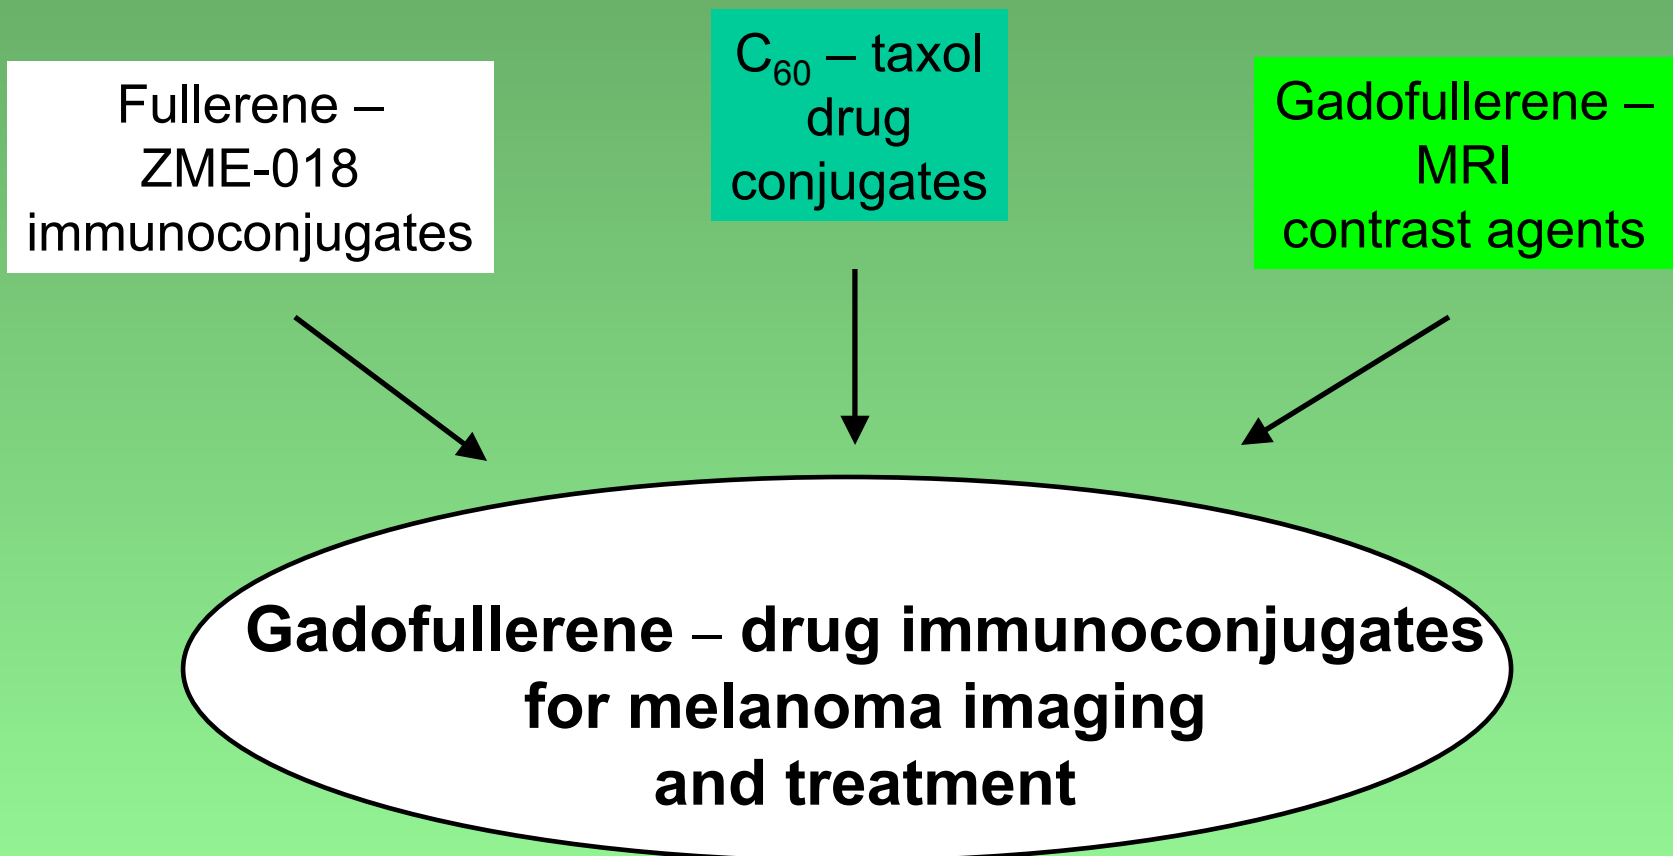 Fullerene –
ZME-018
immunoconjugates
C₆₀ – taxol
drug
conjugates
Gadofullerene –
MRI
contrast agents
Gadofullerene – drug immunoconjugates
for melanoma imaging
and treatment